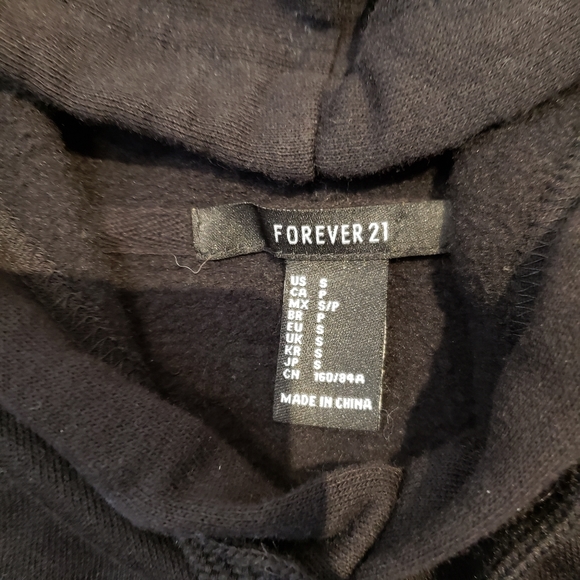 FOREVER 21
US S
CA P
MX S/P
BR P
EU S
UK S
KR S
JP S
CN 160/84A
MADE IN CHINA